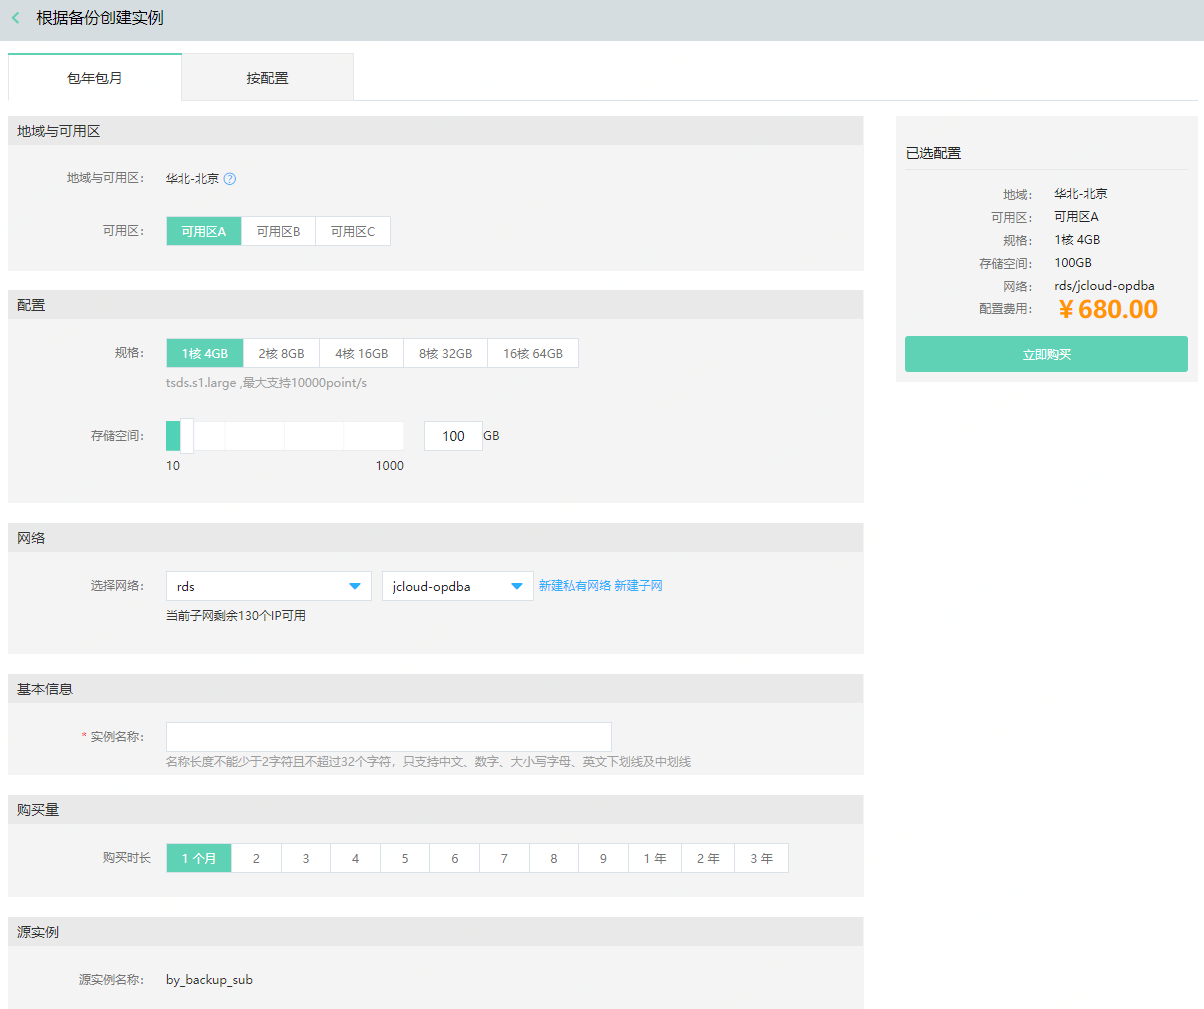 根据备份创建实例
包年包月 按配置
地域与可用区
地域与可用区： 华北-北京 ?
可用区： 可用区A 可用区B 可用区C
配置
规格： 1核 4GB 2核 8GB 4核 16GB 8核 32GB 16核 64GB
tsds.s1.large ,最大支持10000point/s
存储空间： 100 GB
10 1000
网络
选择网络： rds jcloud-opdba 新建私有网络 新建子网
当前子网剩余130个IP可用
基本信息
* 实例名称：
名称长度不能少于2字符且不超过32个字符，只支持中文、数字、大小写字母、英文下划线及中划线
购买量
购买时长 1 个月 2 3 4 5 6 7 8 9 1 年 2 年 3 年
源实例
源实例名称： by_backup_sub
已选配置
地域： 华北-北京
可用区： 可用区A
规格： 1核 4GB
存储空间： 100GB
网络： rds/jcloud-opdba
配置费用： ￥680.00
立即购买